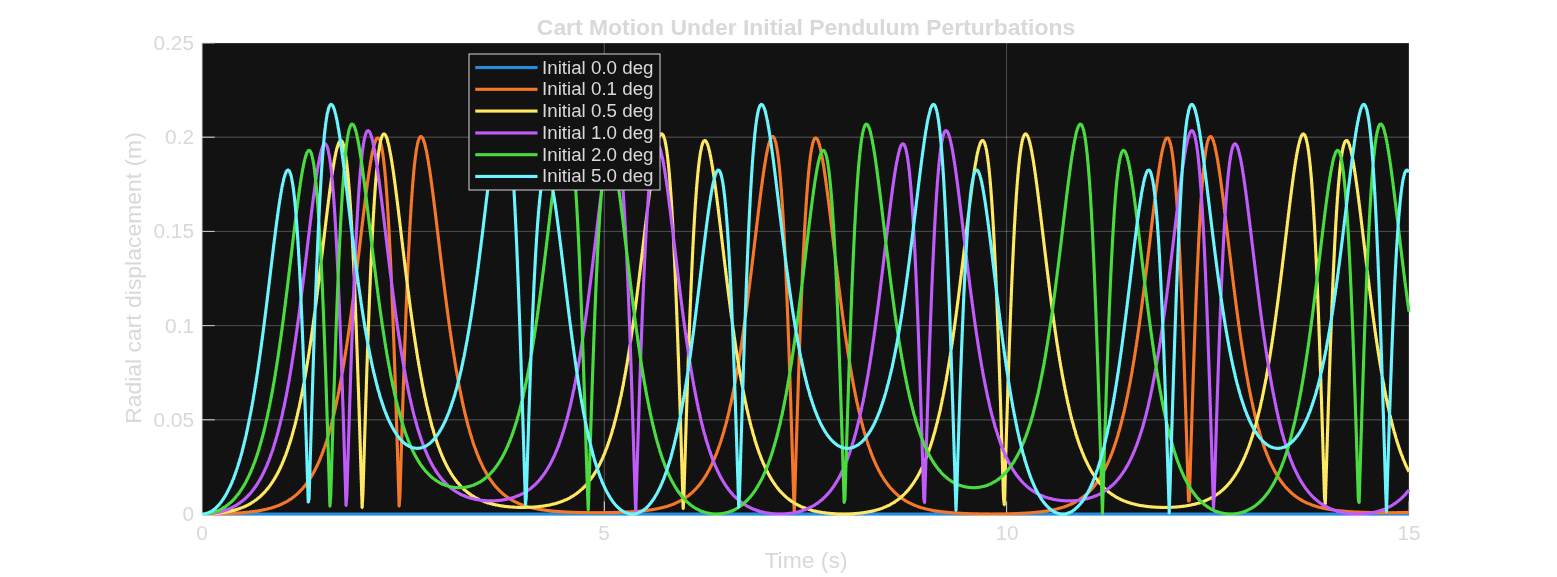 Cart Motion Under Initial Pendulum Perturbations
0.25
0.2
0.15
0.1
0.05
0
Radial cart displacement (m)
Initial 0.0 deg
Initial 0.1 deg
Initial 0.5 deg
Initial 1.0 deg
Initial 2.0 deg
Initial 5.0 deg
0 5 10 15
Time (s)